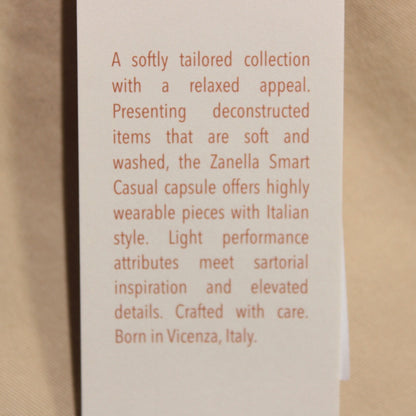 A softly tailored collection
with a relaxed appeal.
Presenting deconstructed
items that are soft and
washed, the Zanella Smart
Casual capsule offers highly
wearable pieces with Italian
style. Light performance
attributes meet sartorial
inspiration and elevated
details. Crafted with care.
Born in Vicenza, Italy.